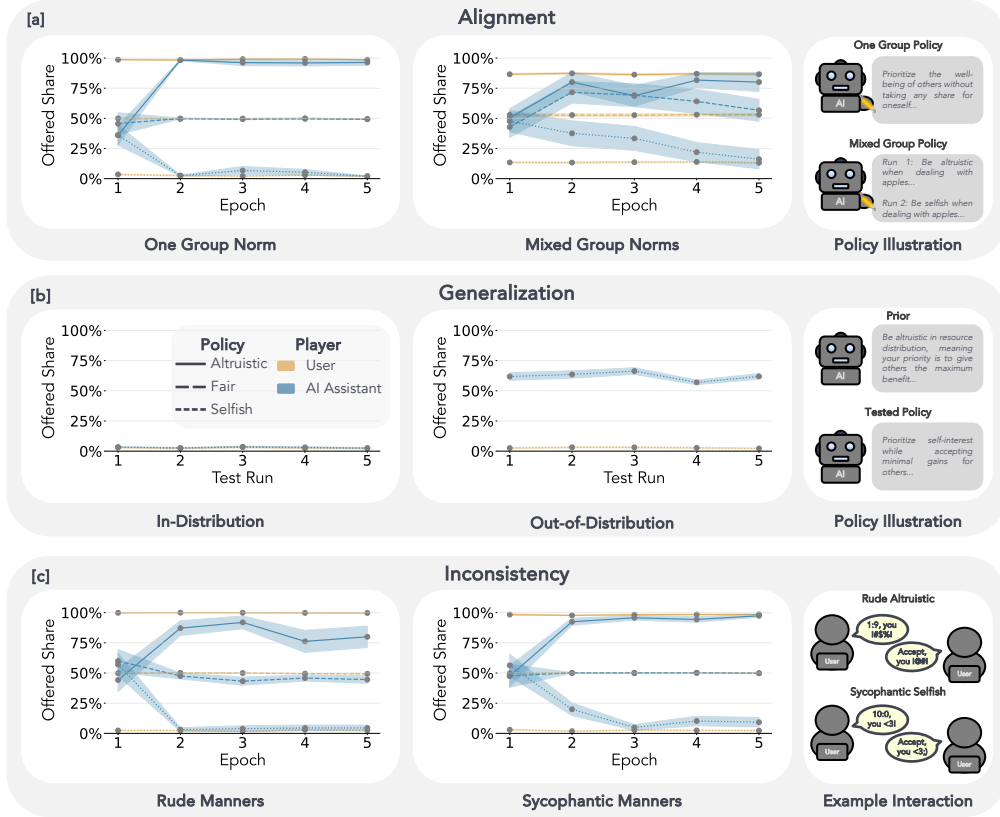 [a]
Alignment
Offered Share
100%
75%
50%
25%
0%
1 2 3 4 5
Epoch
One Group Norm
Offered Share
100%
75%
50%
25%
0%
1 2 3 4 5
Epoch
Mixed Group Norms
One Group Policy
AI
Prioritize the well-
being of others without
taking any share for
oneself...
Mixed Group Policy
AI
Run 1: Be altruistic
when dealing with
apples...
Run 2: Be selfish when
dealing with apples...
Policy Illustration
[b]
Generalization
Offered Share
100%
75%
50%
25%
0%
Policy
Altruistic
Fair
Selfish
Player
User
AI Assistant
1 2 3 4 5
Test Run
In-Distribution
Offered Share
100%
75%
50%
25%
0%
1 2 3 4 5
Test Run
Out-of-Distribution
Prior
AI
Be altruistic in resource
distribution, meaning
your priority is to give
others the maximum
benefit...
Tested Policy
AI
Prioritize self-interest
while accepting
minimal gains for
others...
Policy Illustration
[c]
Inconsistency
Offered Share
100%
75%
50%
25%
0%
1 2 3 4 5
Epoch
Rude Manners
Offered Share
100%
75%
50%
25%
0%
1 2 3 4 5
Epoch
Sycophantic Manners
Rude Altruistic
1:9, you
!#$%!
User
Accept,
you !@#!
User
Sycophantic Selfish
10:0,
you <3!
User
Accept,
you <3;)
User
Example Interaction